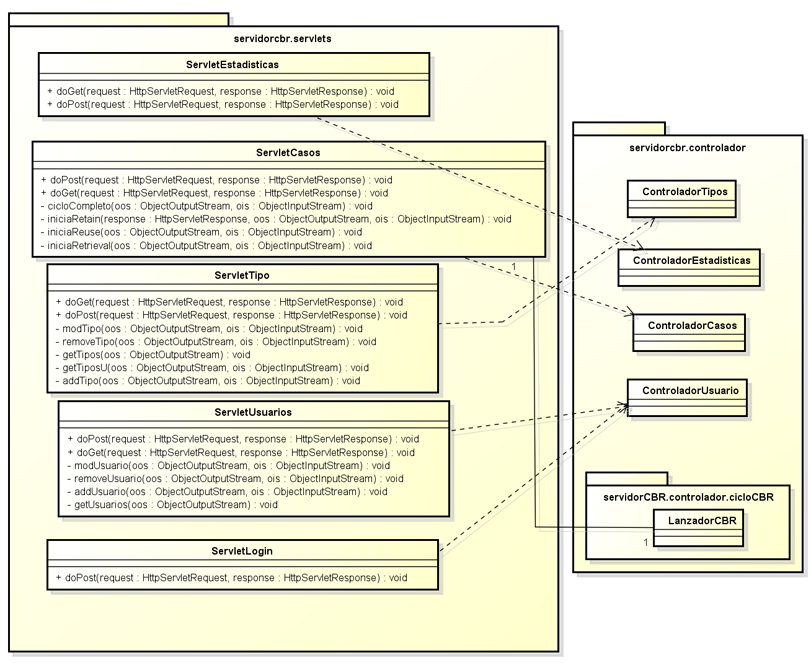 servidorcbr.servlets
ServletEstadisticas
+ doGet(request : HttpServletRequest, response : HttpServletResponse) : void
+ doPost(request : HttpServletRequest, response : HttpServletResponse) : void
ServletCasos
+ doPost(request : HttpServletRequest, response : HttpServletResponse) : void
+ doGet(request : HttpServletRequest, response : HttpServletResponse) : void
- cicloCompleto(oos : ObjectOutputStream, ois : ObjectInputStream) : void
- iniciaRetain(response : HttpServletResponse, oos : ObjectOutputStream, ois : ObjectInputStream) : void
- iniciaReuse(oos : ObjectOutputStream, ois : ObjectInputStream) : void
- iniciaRetrieval(oos : ObjectOutputStream, ois : ObjectInputStream) : void
1
ServletTipo
+ doGet(request : HttpServletRequest, response : HttpServletResponse) : void
+ doPost(request : HttpServletRequest, response : HttpServletResponse) : void
- modTipo(oos : ObjectOutputStream, ois : ObjectInputStream) : void
- removeTipo(oos : ObjectOutputStream, ois : ObjectInputStream) : void
- getTipos(oos : ObjectOutputStream) : void
- getTiposU(oos : ObjectOutputStream, ois : ObjectInputStream) : void
- addTipo(oos : ObjectOutputStream, ois : ObjectInputStream) : void
ServletUsuarios
+ doPost(request : HttpServletRequest, response : HttpServletResponse) : void
+ doGet(request : HttpServletRequest, response : HttpServletResponse) : void
- modUsuario(oos : ObjectOutputStream, ois : ObjectInputStream) : void
- removeUsuario(oos : ObjectOutputStream, ois : ObjectInputStream) : void
- addUsuario(oos : ObjectOutputStream, ois : ObjectInputStream) : void
- getUsuarios(oos : ObjectOutputStream) : void
ServletLogin
+ doPost(request : HttpServletRequest, response : HttpServletResponse) : void
servidorcbr.controlador
ControladorTipos
ControladorEstadisticas
ControladorCasos
ControladorUsuario
servidorCBR.controlador.cicloCBR
LanzadorCBR
1